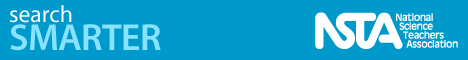 search
SMARTER
NSTA
National
Science
Teachers
Association